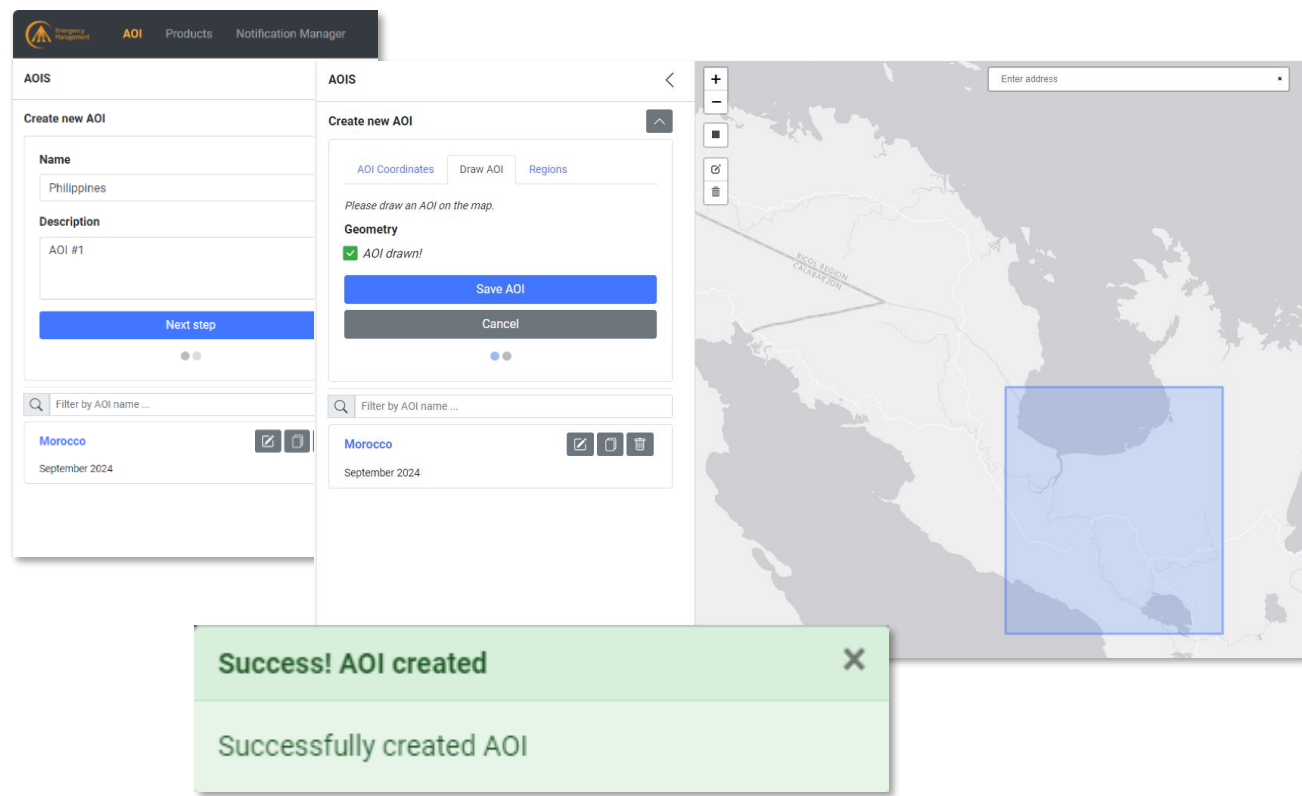 Emergency
Management
AOI Products Notification Manager
AOIS
Create new AOI
Name
Philippines
Description
AOI #1
Next step
Filter by AOI name ...
Morocco
September 2024
AOIS
Create new AOI
AOI Coordinates Draw AOI Regions
Please draw an AOI on the map.
Geometry
AOI drawn!
Save AOI
Cancel
Filter by AOI name ...
Morocco
September 2024
+
−
Enter address ×
BICOL REGION
CALABARZON
Success! AOI created ×
Successfully created AOI